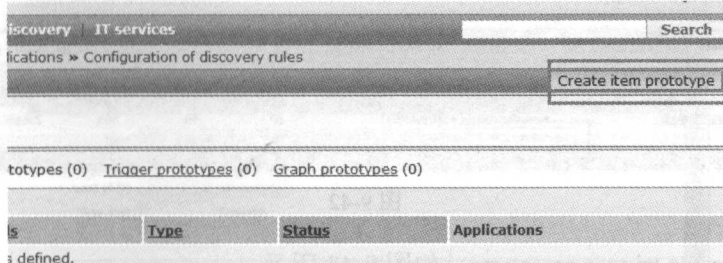 iscovery | IT services Search
lications » Configuration of discovery rules
Create item prototype
totypes (0) Trigger prototypes (0) Graph prototypes (0)
ls Type Status Applications
s defined.